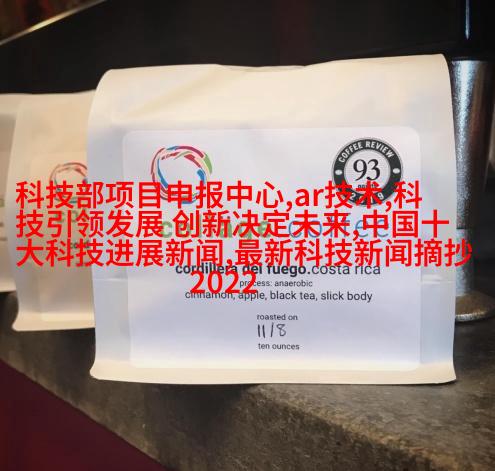 科技部项目申报中心,ar技术,科
技引领发展,创新决定未来,中国十
大科技进展新闻,最新科技新闻摘抄
2022
COFFEE REVIEW
93
cordillera del fuego.costa rica
process: anaerobic
cinnamon, apple, black tea, slick body
roasted on
11/8
ten ounces